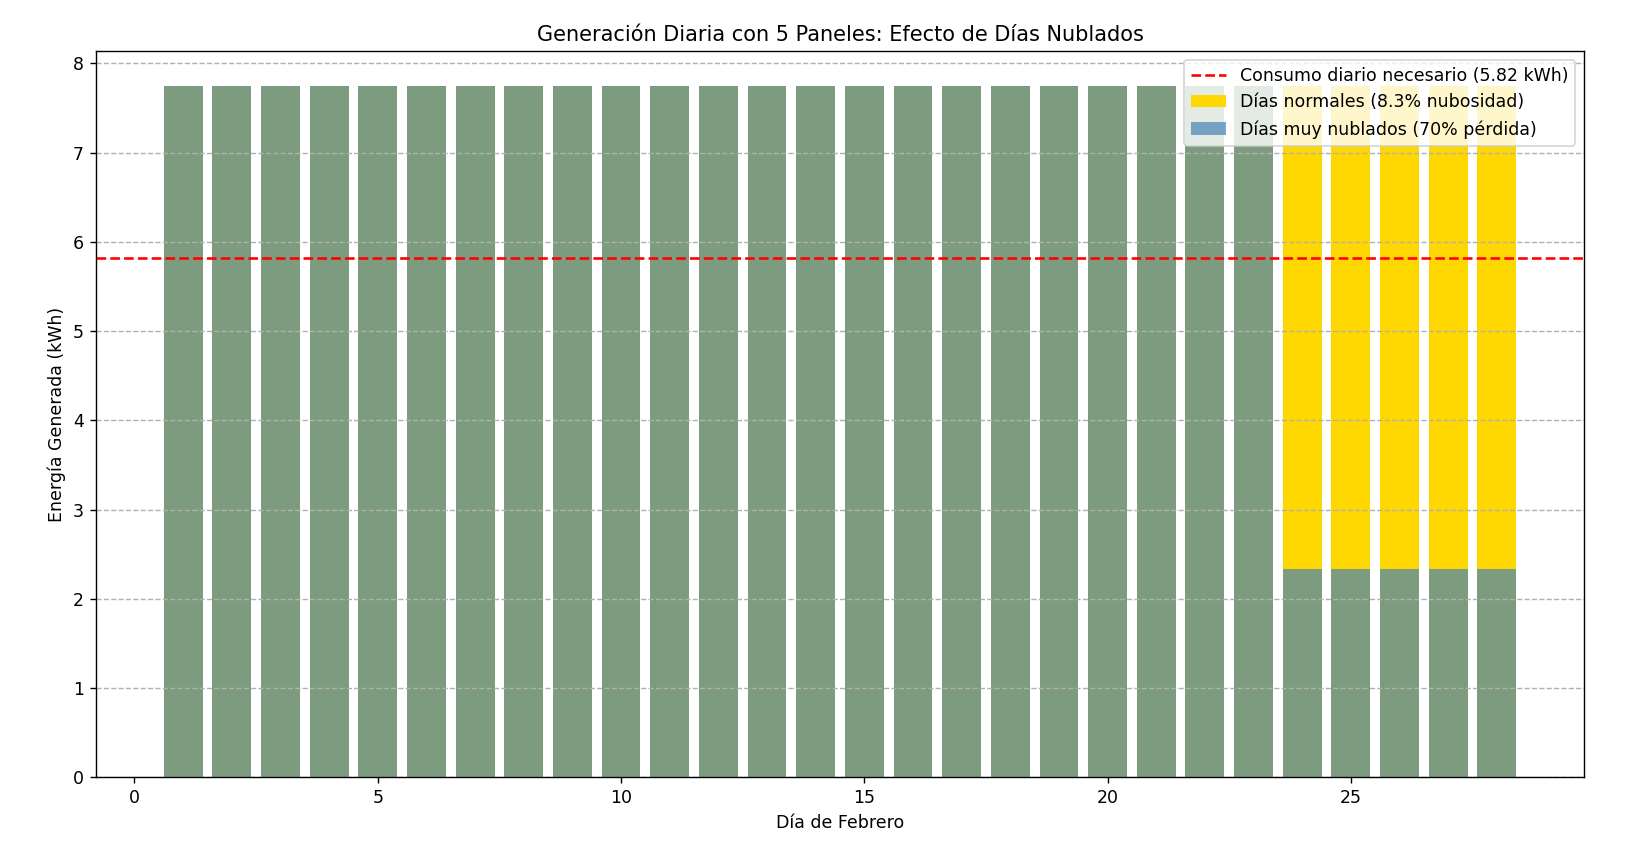 Generación Diaria con 5 Paneles: Efecto de Días Nublados
Consumo diario necesario (5.82 kWh)
Días normales (8.3% nubosidad)
Días muy nublados (70% pérdida)
Energía Generada (kWh)
8
7
6
5
4
3
2
1
0
0 5 10 15 20 25
Día de Febrero